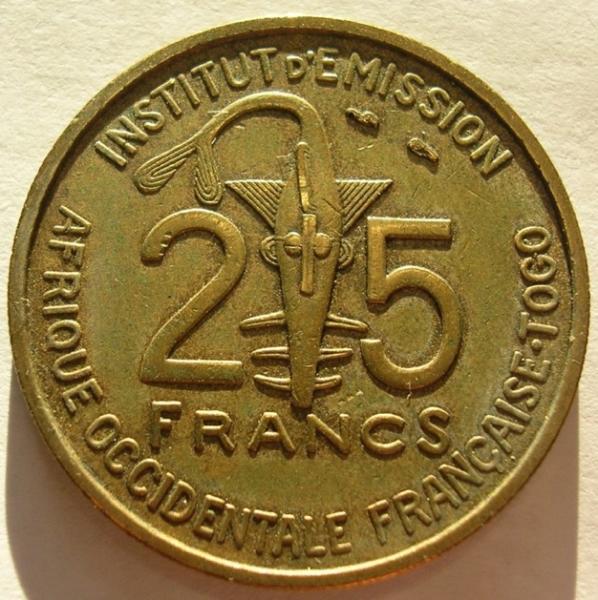 INSTITUT D'EMISSION
AFRIQUE OCCIDENTALE FRANÇAISE·TOGO
25
FRANCS